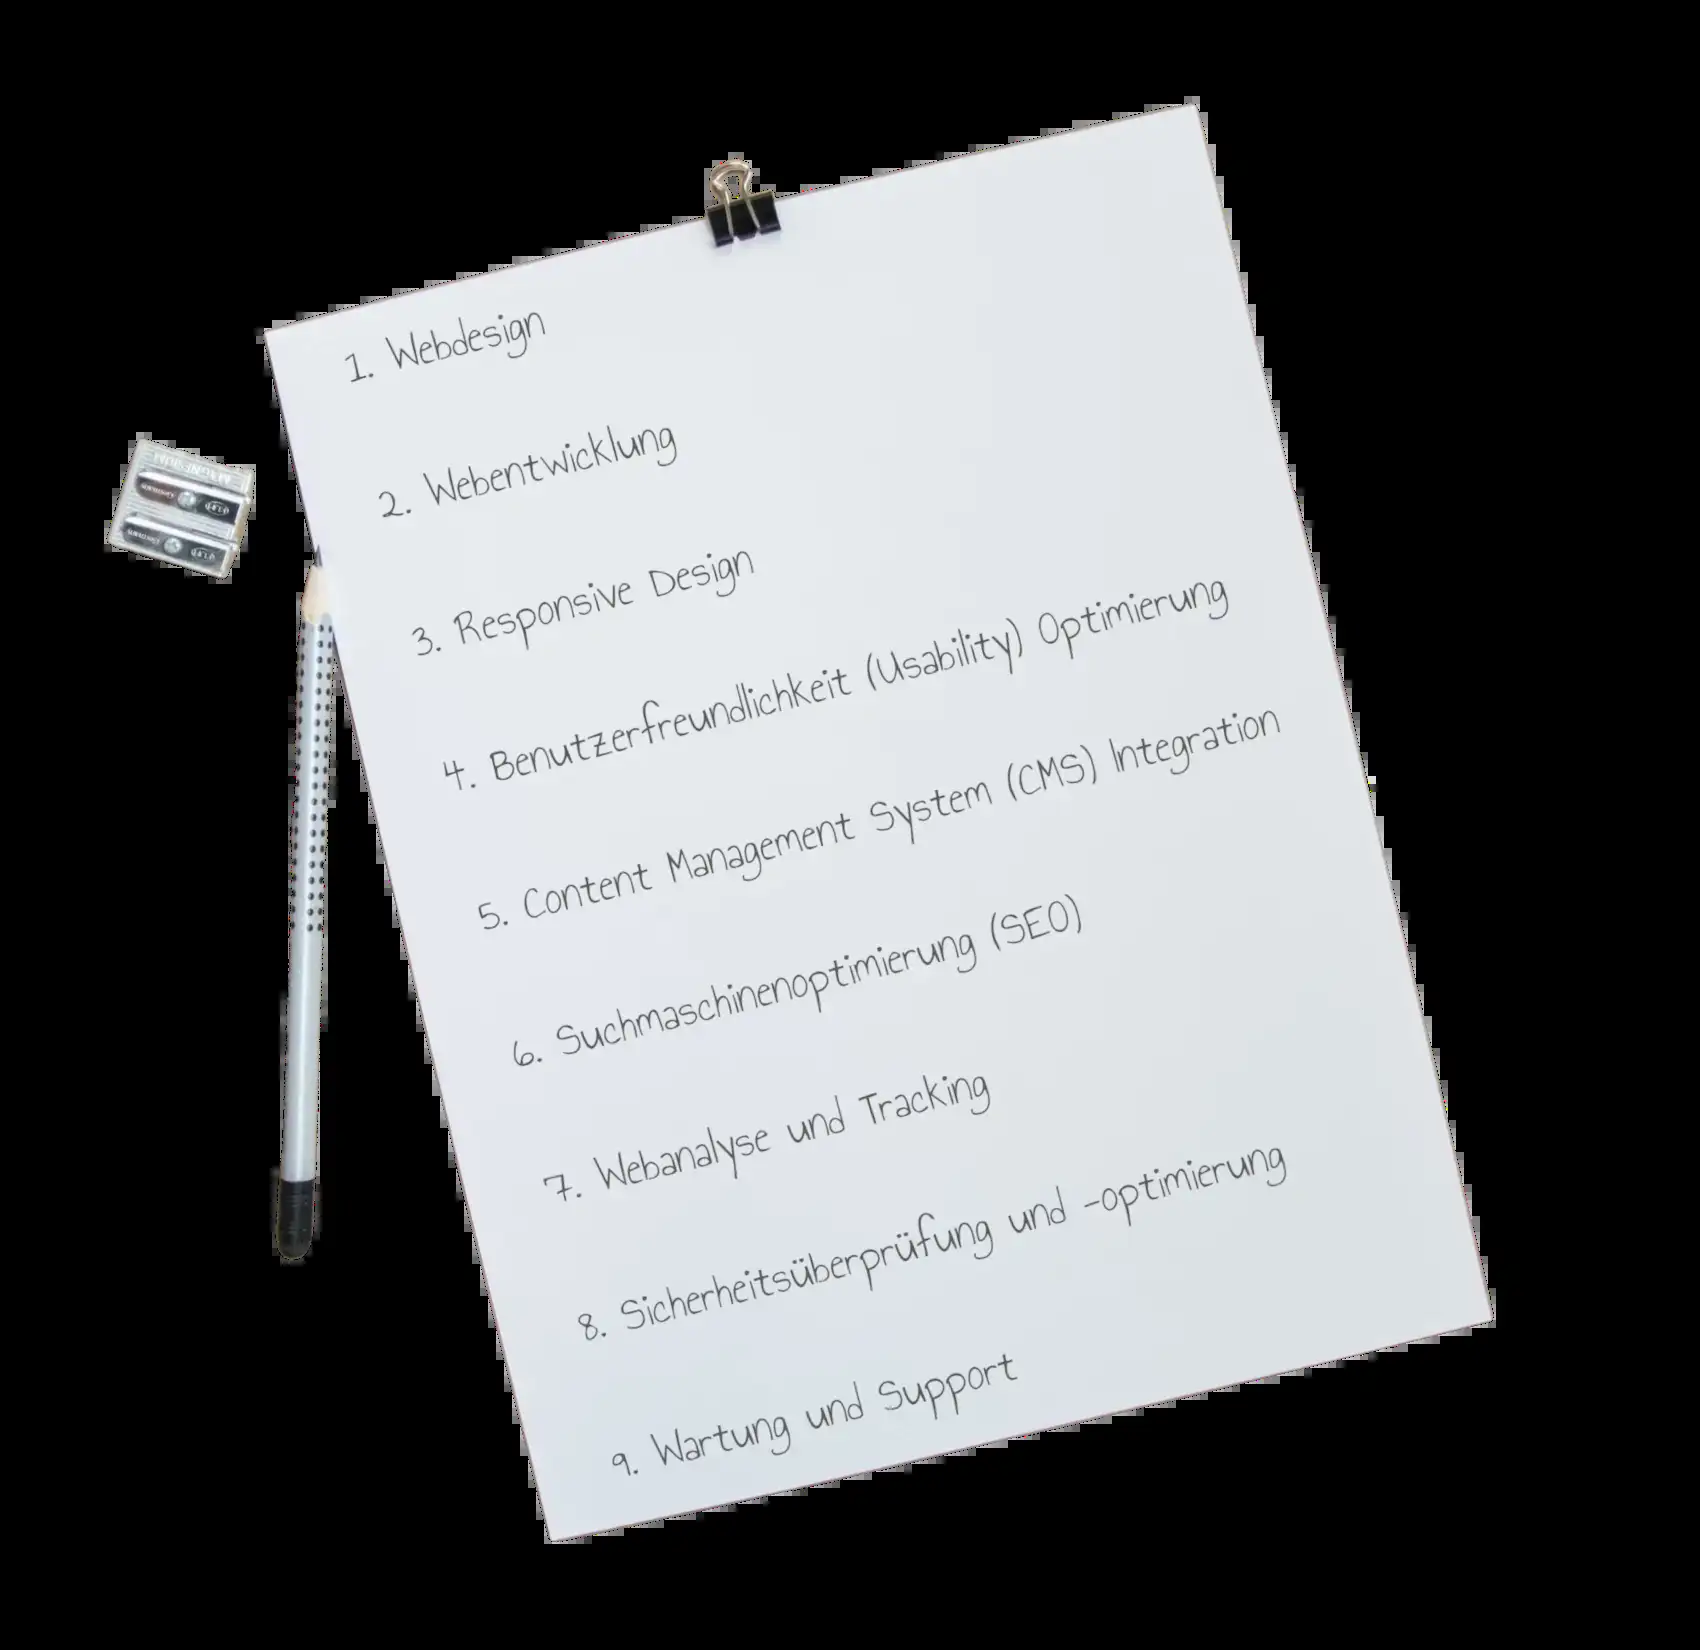 1. Webdesign
2. Webentwicklung
3. Responsive Design
4. Benutzerfreundlichkeit (Usability) Optimierung
5. Content Management System (CMS) Integration
6. Suchmaschinenoptimierung (SEO)
7. Webanalyse und Tracking
8. Sicherheitsüberprüfung und -optimierung
9. Wartung und Support